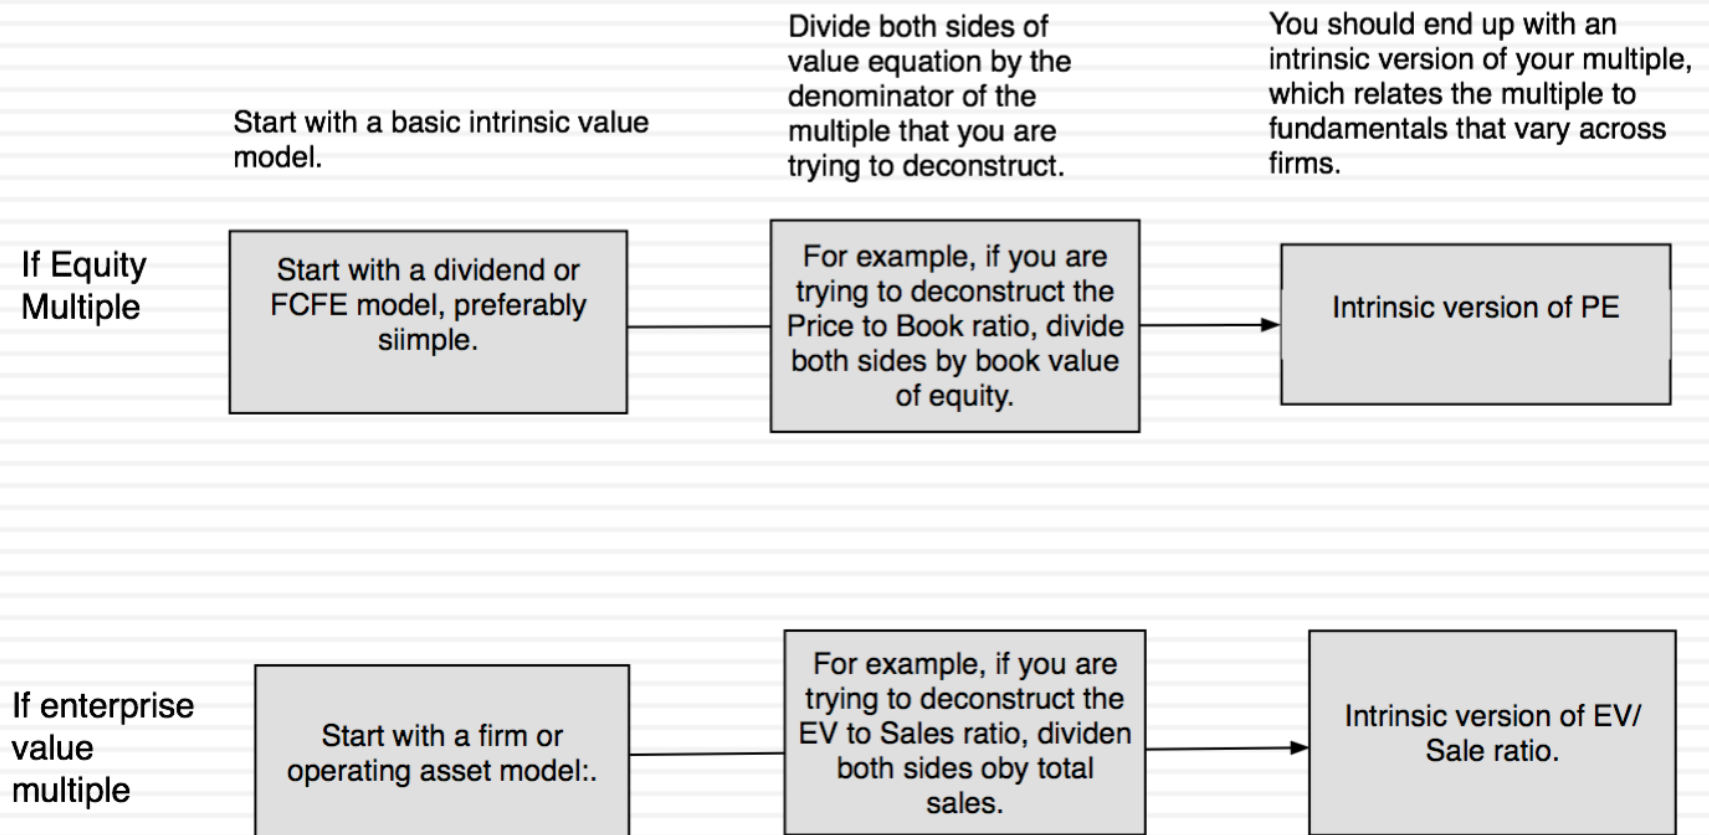 Start with a basic intrinsic value
model.
Divide both sides of
value equation by the
denominator of the
multiple that you are
trying to deconstruct.
You should end up with an
intrinsic version of your multiple,
which relates the multiple to
fundamentals that vary across
firms.
If Equity
Multiple
Start with a dividend or
FCFE model, preferably
siimple.
For example, if you are
trying to deconstruct the
Price to Book ratio, divide
both sides by book value
of equity.
Intrinsic version of PE
If enterprise
value
multiple
Start with a firm or
operating asset model:.
For example, if you are
trying to deconstruct the
EV to Sales ratio, dividen
both sides oby total
sales.
Intrinsic version of EV/
Sale ratio.